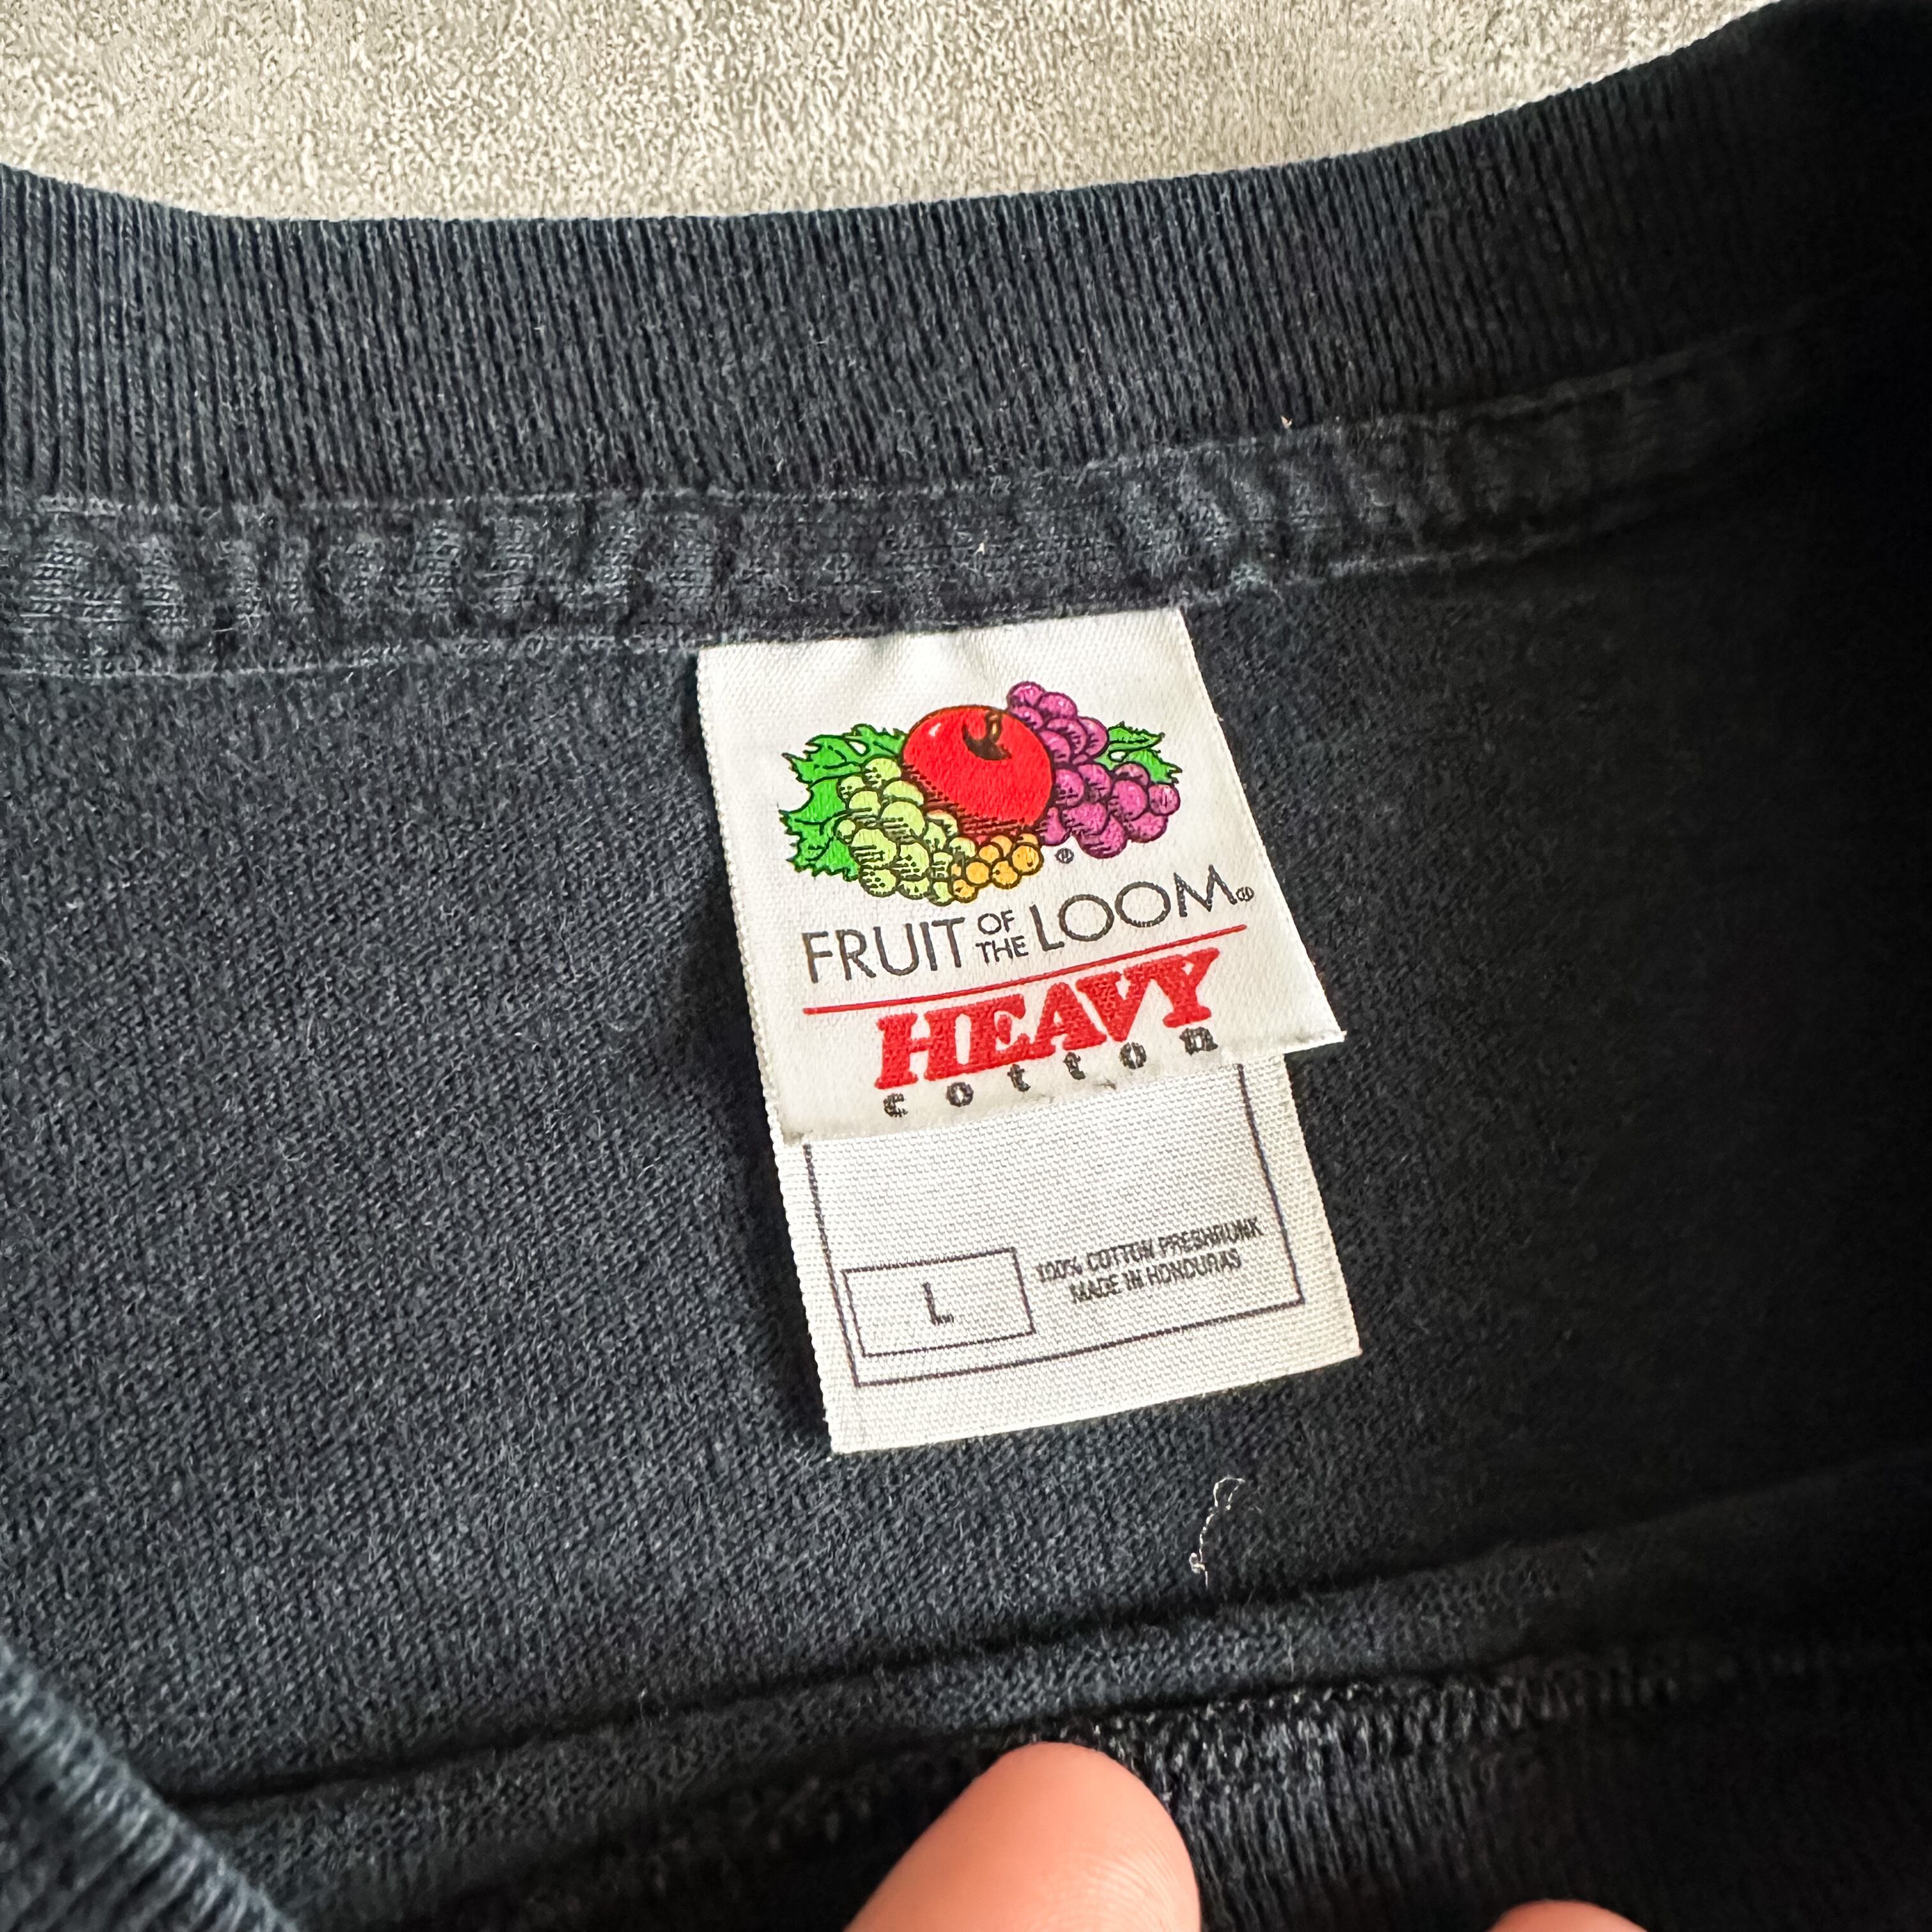 ®
FRUIT OF THE LOOM®
HEAVY
cotton
L
100% COTTON PRESHRUNK
MADE IN HONDURAS